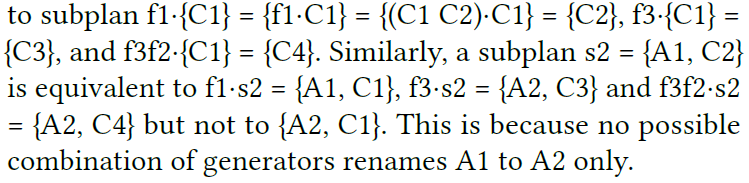 to subplan f1·{C1} = {f1·C1} = {(C1 C2)·C1} = {C2}, f3·{C1} =
{C3}, and f3f2·{C1} = {C4}. Similarly, a subplan s2 = {A1, C2}
is equivalent to f1·s2 = {A1, C1}, f3·s2 = {A2, C3} and f3f2·s2
= {A2, C4} but not to {A2, C1}. This is because no possible
combination of generators renames A1 to A2 only.